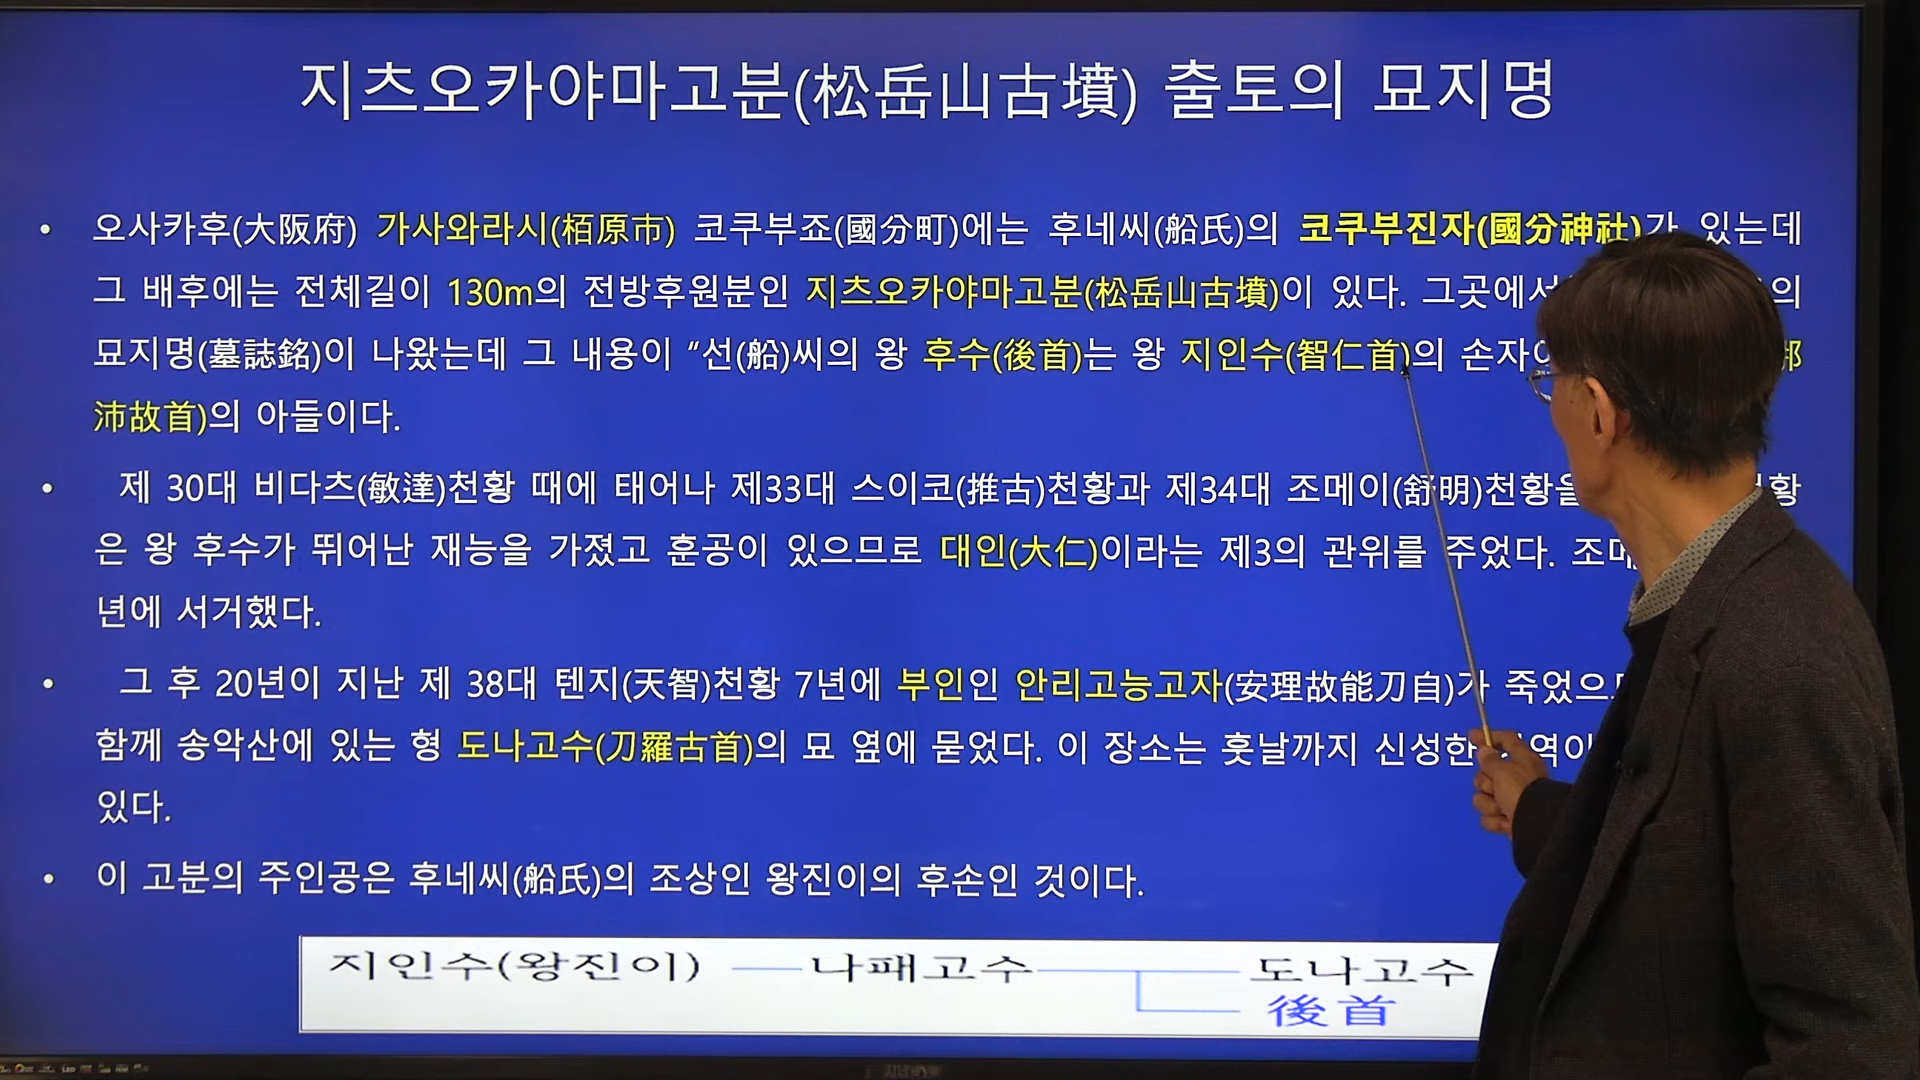 지츠오카야마고분(松岳山古墳) 출토의 묘지명
• 오사카후(大阪府) 가사와라시(栢原市) 코쿠부죠(國分町)에는 후네씨(船氏)의 코쿠부진자(國分神社)가 있는데
그 배후에는 전체길이 130m의 전방후원분인 지츠오카야마고분(松岳山古墳)이 있다. 그곳에서 의
묘지명(墓誌銘)이 나왔는데 그 내용이 “선(船)씨의 왕 후수(後首)는 왕 지인수(智仁首)의 손자
沛故首)의 아들이다.
• 제 30대 비다츠(敏達)천황 때에 태어나 제33대 스이코(推古)천황과 제34대 조메이(舒明)천황을
은 왕 후수가 뛰어난 재능을 가졌고 훈공이 있으므로 대인(大仁)이라는 제3의 관위를 주었다.
년에 서거했다.
• 그 후 20년이 지난 제 38대 텐지(天智)천황 7년에 부인인 안리고능고자(安理故能刀自)가
함께 송악산에 있는 형 도나고수(刀羅古首)의 묘 옆에 묻었다. 이 장소는 훗날까지 신성한
있다.
• 이 고분의 주인공은 후네씨(船氏)의 조상인 왕진이의 후손인 것이다.
지인수(왕진이) 나패고수 도나고수
後首